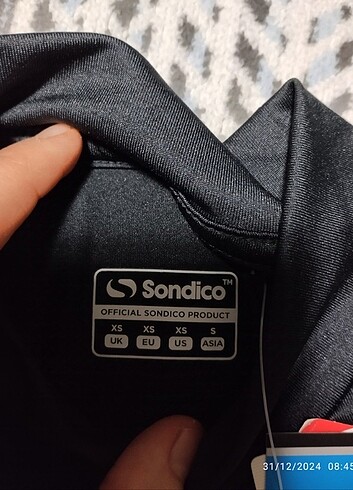 Sondico™
OFFICIAL SONDICO PRODUCT
XS XS XS S
UK EU US ASIA
31/12/2024 08:45